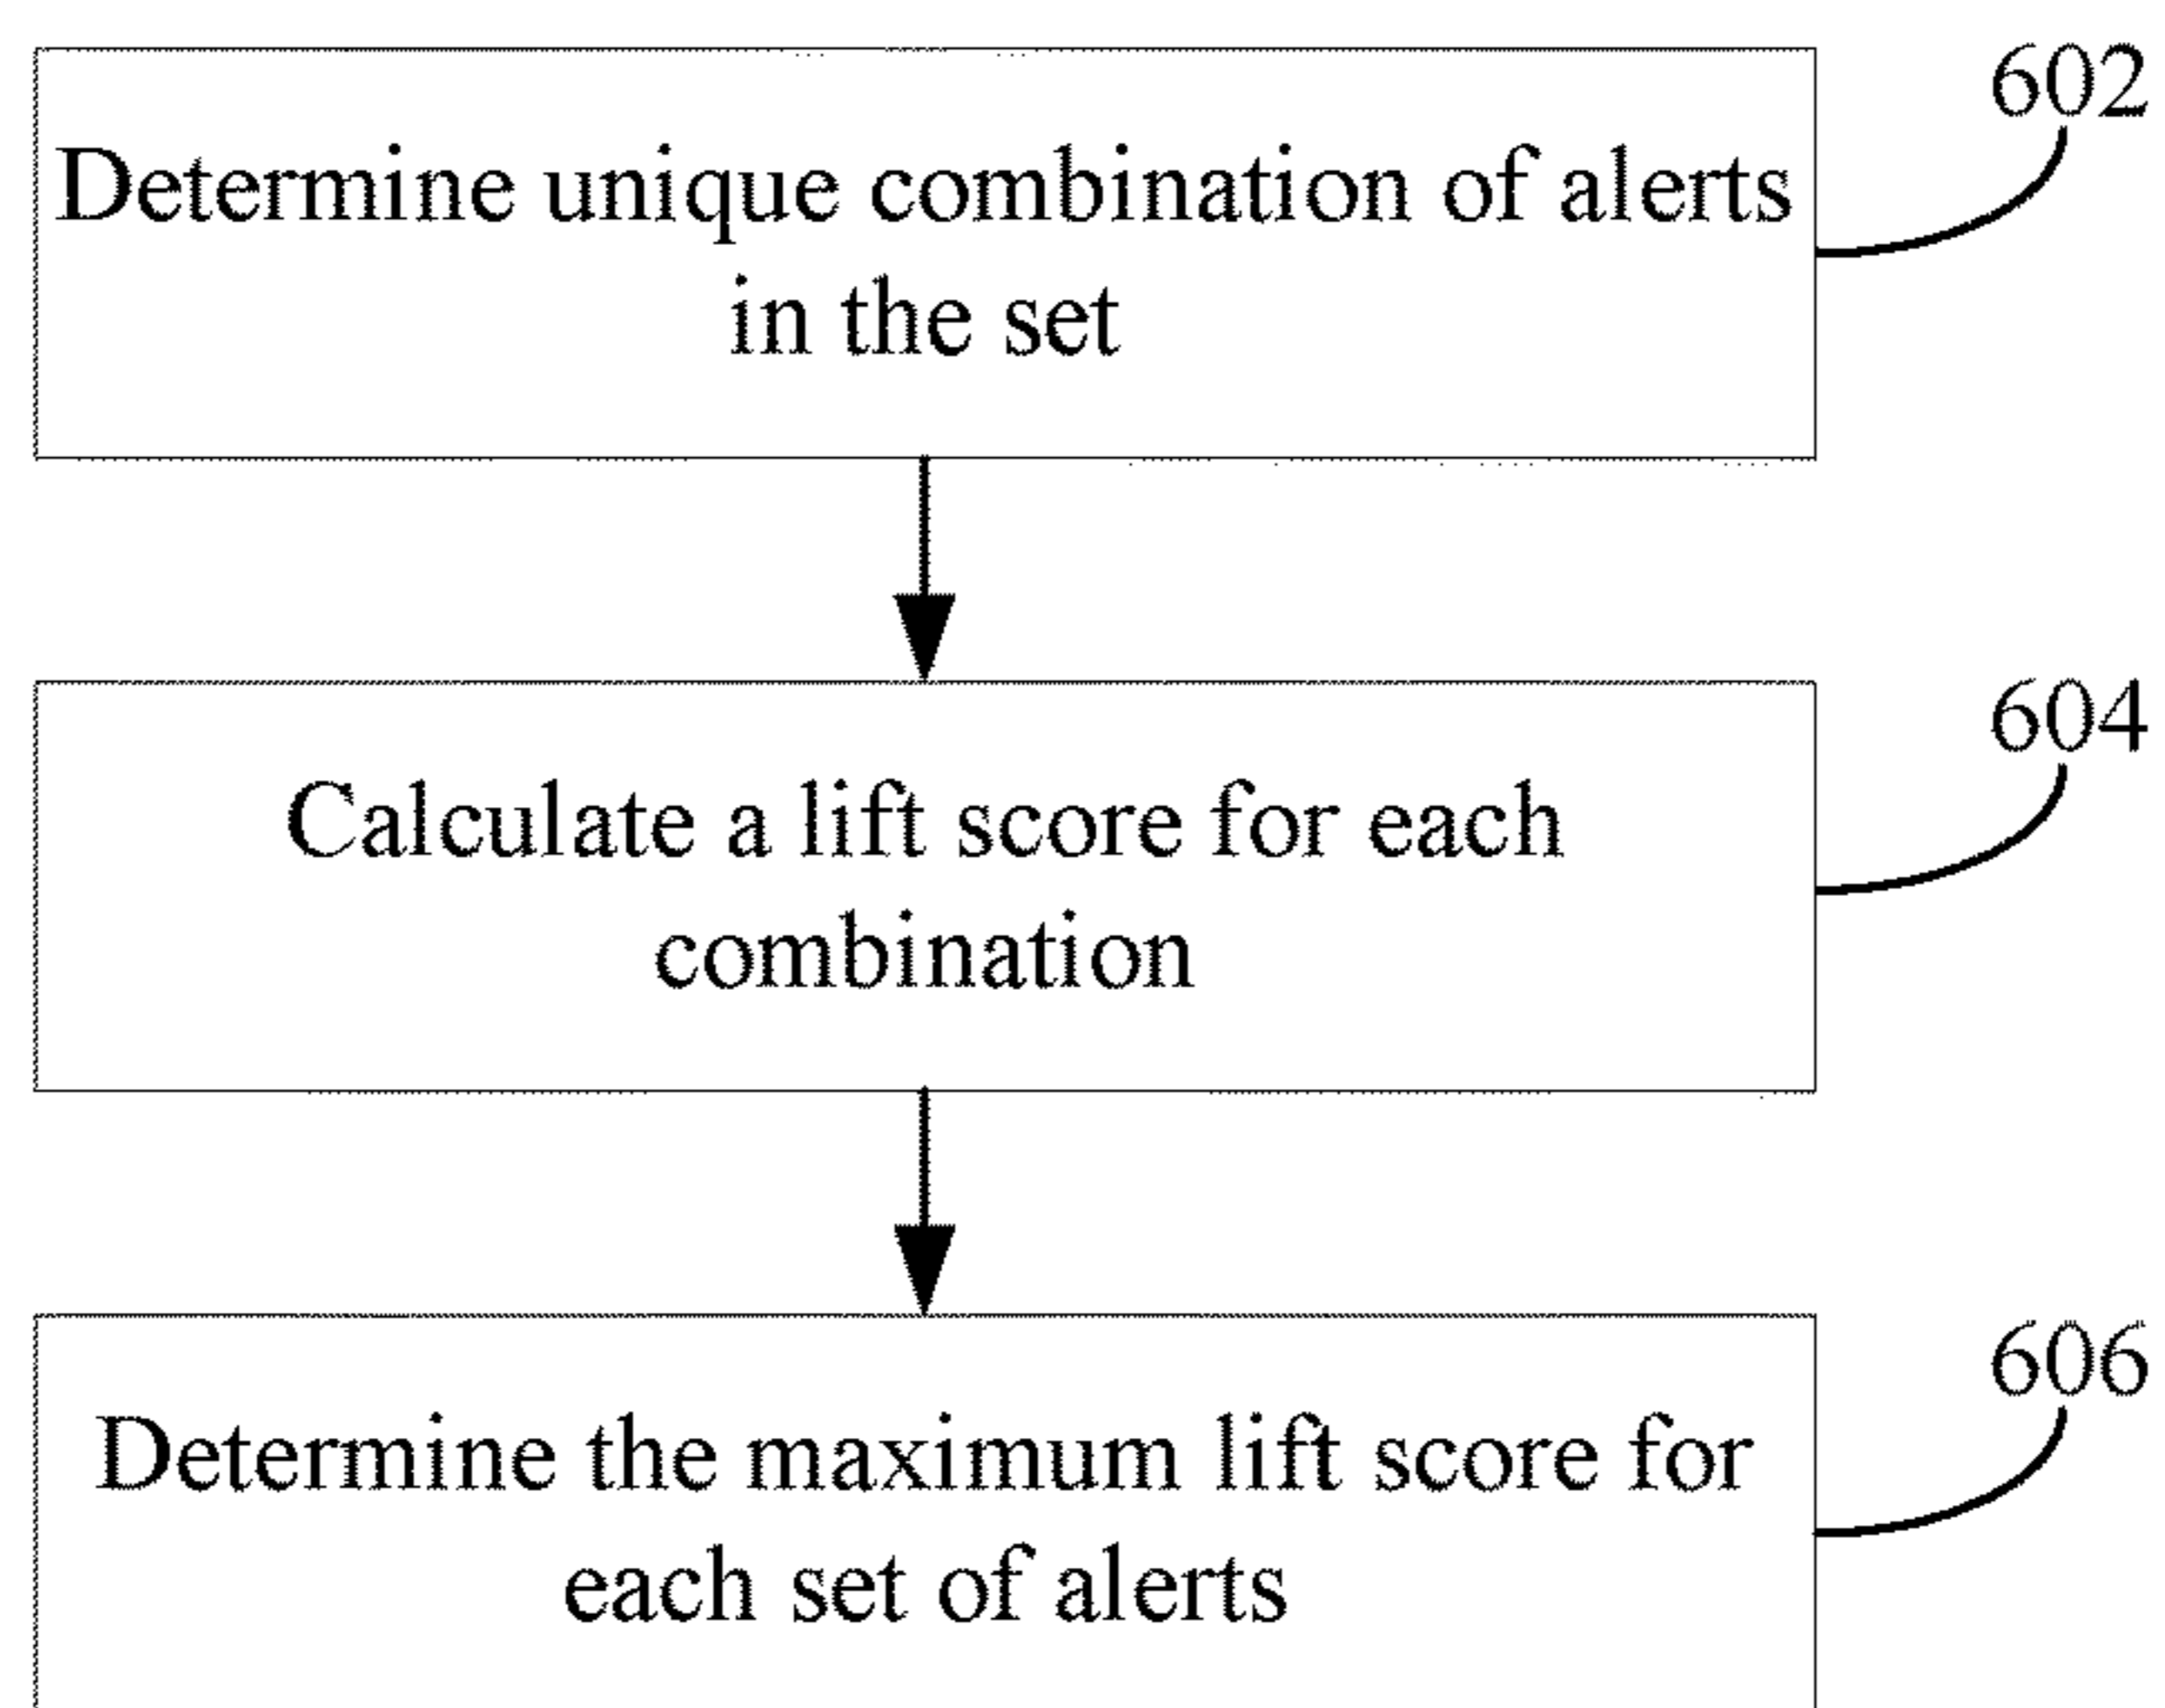 602
Determine unique combination of alerts
in the set
604
Calculate a lift score for each
combination
606
Determine the maximum lift score for
each set of alerts